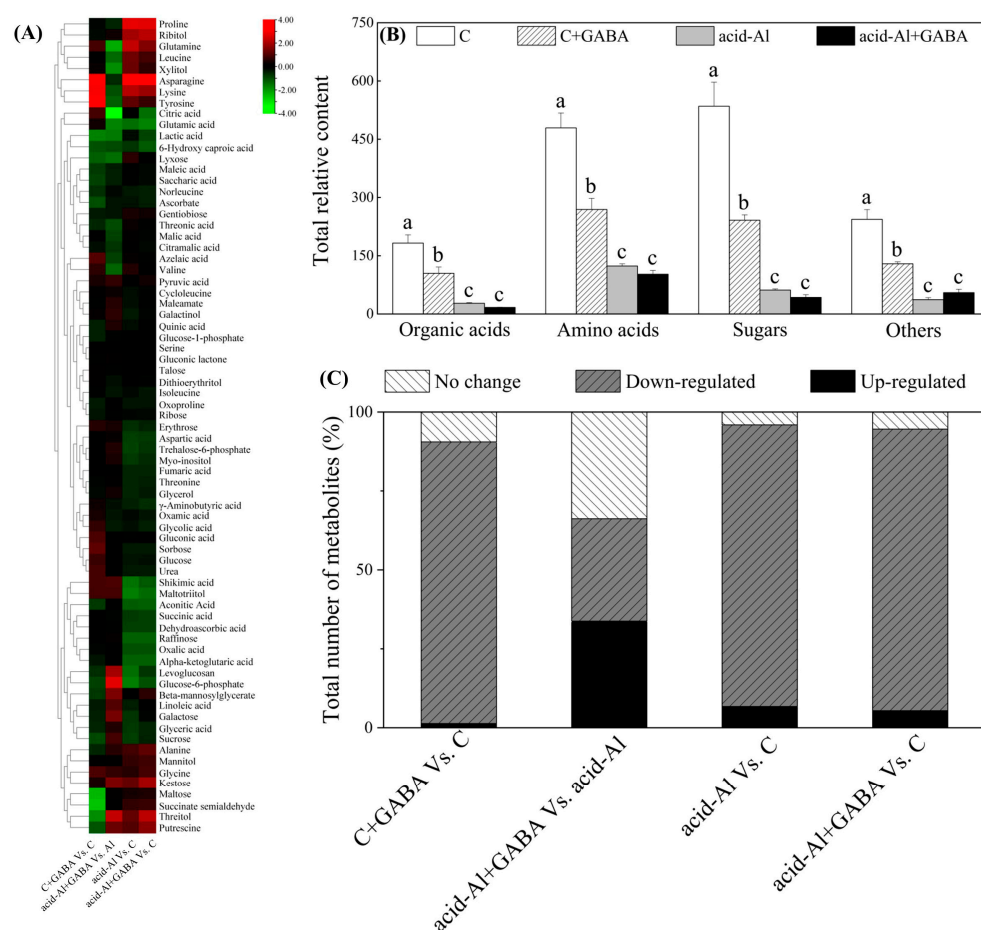 (A)
4.00
2.00
0.00
-2.00
-4.00
Proline
Ribitol
Glutamine
Leucine
Xylitol
Asparagine
Lysine
Tyrosine
Citric acid
Glutamic acid
Lactic acid
6-Hydroxy caproic acid
Lyxose
Maleic acid
Saccharic acid
Norleucine
Ascorbate
Gentiobiose
Threonic acid
Malic acid
Citramalic acid
Azelaic acid
Valine
Pyruvic acid
Cycloleucine
Maleamate
Galactinol
Quinic acid
Glucose-1-phosphate
Serine
Gluconic lactone
Talose
Dithioerythritol
Isoleucine
Oxoproline
Ribose
Erythrose
Aspartic acid
Trehalose-6-phosphate
Myo-inositol
Fumaric acid
Threonine
Glycerol
γ-Aminobutyric acid
Oxamic acid
Glycolic acid
Gluconic acid
Sorbose
Glucose
Urea
Shikimic acid
Maltotriitol
Aconitic Acid
Succinic acid
Dehydroascorbic acid
Raffinose
Oxalic acid
Alpha-ketoglutaric acid
Levoglucosan
Glucose-6-phosphate
Beta-mannosylglycerate
Linoleic acid
Galactose
Glyceric acid
Sucrose
Alanine
Mannitol
Glycine
Kestose
Maltose
Succinate semialdehyde
Threitol
Putrescine
C+GABA Vs. C
acid-Al+GABA Vs. Al
acid-Al Vs. C
acid-Al+GABA Vs. C
(B)
C
C+GABA
acid-Al
acid-Al+GABA
Total relative content
750
600
450
300
150
0
a
b
c
c
a
b
c
c
a
b
c
c
a
b
c
c
Organic acids
Amino acids
Sugars
Others
(C)
No change
Down-regulated
Up-regulated
Total number of metabolites (%)
100
50
0
C+GABA Vs. C
acid-Al+GABA Vs. acid-Al
acid-Al Vs. C
acid-Al+GABA Vs. C